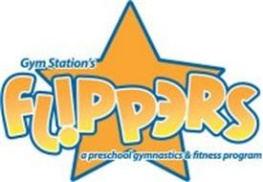 Gym Station's
FL!PPERS
a preschool gymnastics & fitness program